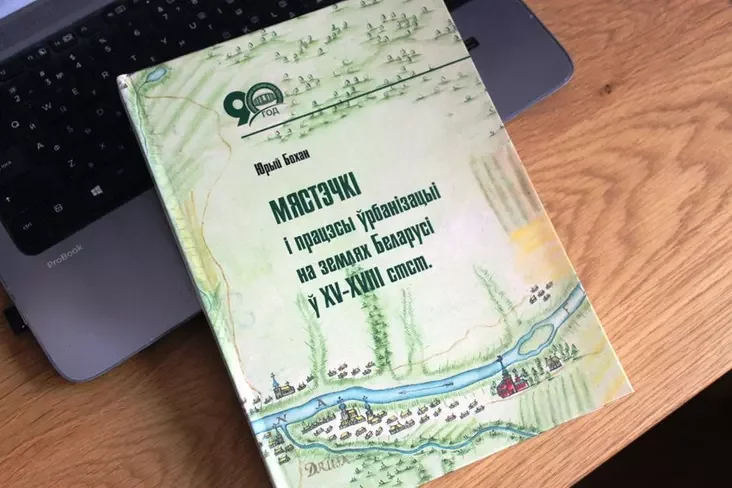 90
ГОД
Юрый Бохан
МЯСТЭЧКІ
і працэсы ўрбанізацыі
на землях Беларусі
ў XV–XVIII стст.
ProBook